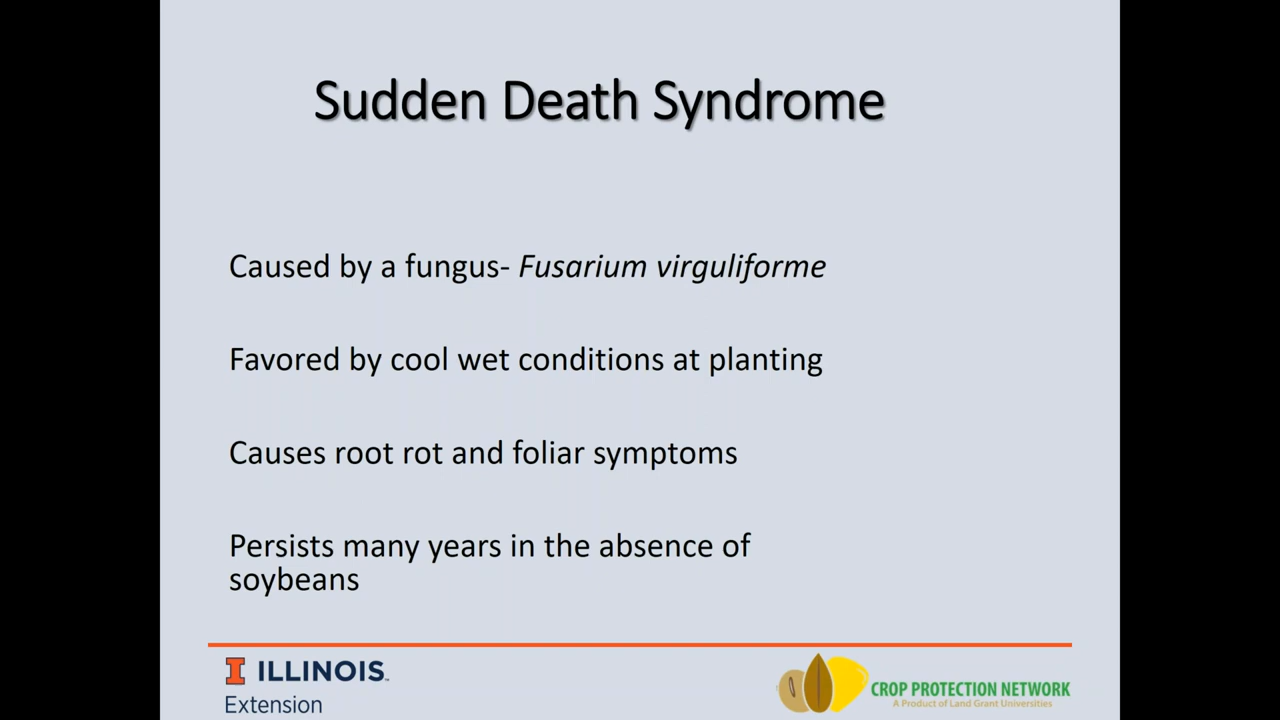 Sudden Death Syndrome
Caused by a fungus- Fusarium virguliforme
Favored by cool wet conditions at planting
Causes root rot and foliar symptoms
Persists many years in the absence of
soybeans
I ILLINOIS
Extension
CROP PROTECTION NETWORK
A Product of Land Grant Universities